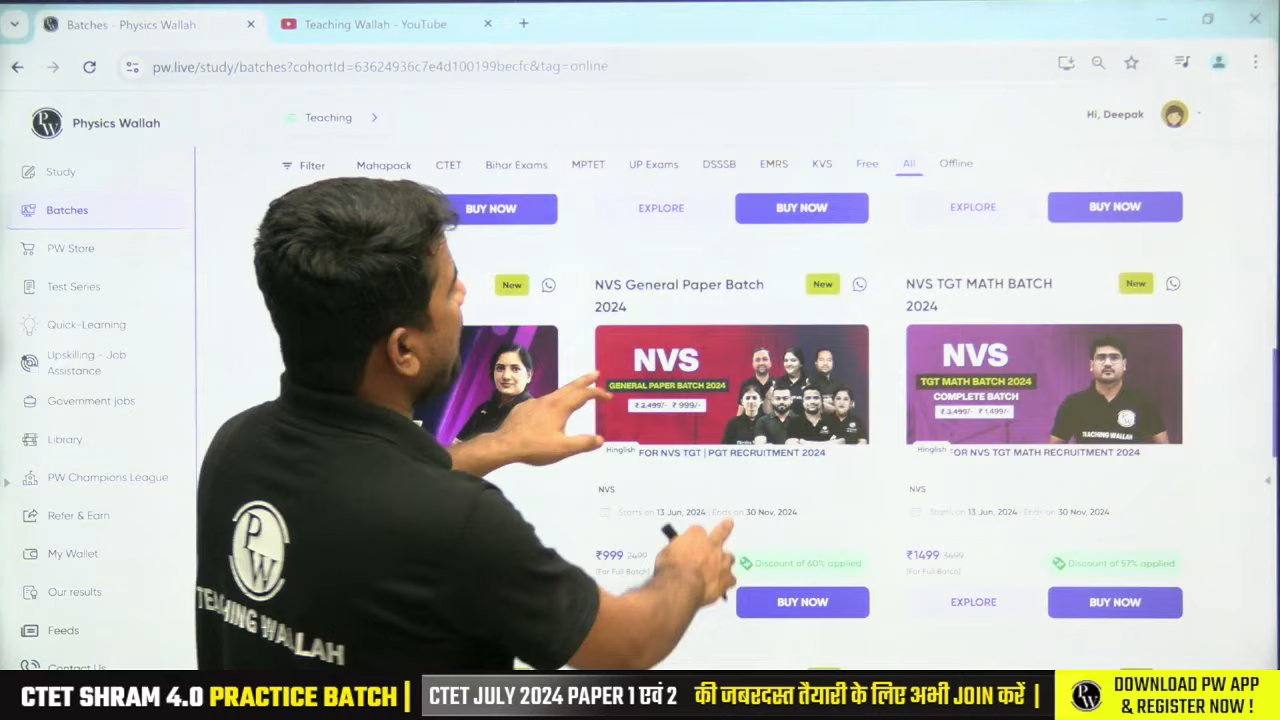 Batches - Physics Wallah
Teaching Wallah - YouTube
pw.live/study/batches?cohortId=63624936c7e4d100199becfc&tag=online
PW
Physics Wallah
Teaching
Hi, Deepak
Filter Mahapack CTET Bihar Exams MPTET UP Exams DSSSB EMRS KVS Free All Offline
Study
Batches
PW Store
Test Series
Quick-Learning
Upskilling - Job
Assistance
Government jobs
Library
PW Champions League
Refer & Earn
My Wallet
Our results
Feeds
Contact Us
BUY NOW
EXPLORE
BUY NOW
EXPLORE
BUY NOW
New
NVS General Paper Batch
2024
New
NVS
GENERAL PAPER BATCH 2024
₹ 2,499/- ₹ 999/-
Hinglish
FOR NVS TGT | PGT RECRUITMENT 2024
NVS
Starts on 13 Jun, 2024 Ends on 30 Nov, 2024
₹999 2499
(For Full Batch)
Discount of 60% applied
BUY NOW
NVS TGT MATH BATCH
2024
New
NVS
TGT MATH BATCH 2024
COMPLETE BATCH
₹ 3,499/- ₹ 1,499/-
TEACHING WALLAH
Hinglish
OR NVS TGT MATH RECRUITMENT 2024
NVS
Starts on 13 Jun, 2024 Ends on 30 Nov, 2024
₹1499
(For Full Batch)
Discount of 57% applied
EXPLORE
BUY NOW
PW
TEACHING WALLAH
CTET SHRAM 4.0 PRACTICE BATCH | CTET JULY 2024 PAPER 1 एवं 2 की जबरदस्त तैयारी के लिए अभी JOIN करें |
PW
DOWNLOAD PW APP
& REGISTER NOW !